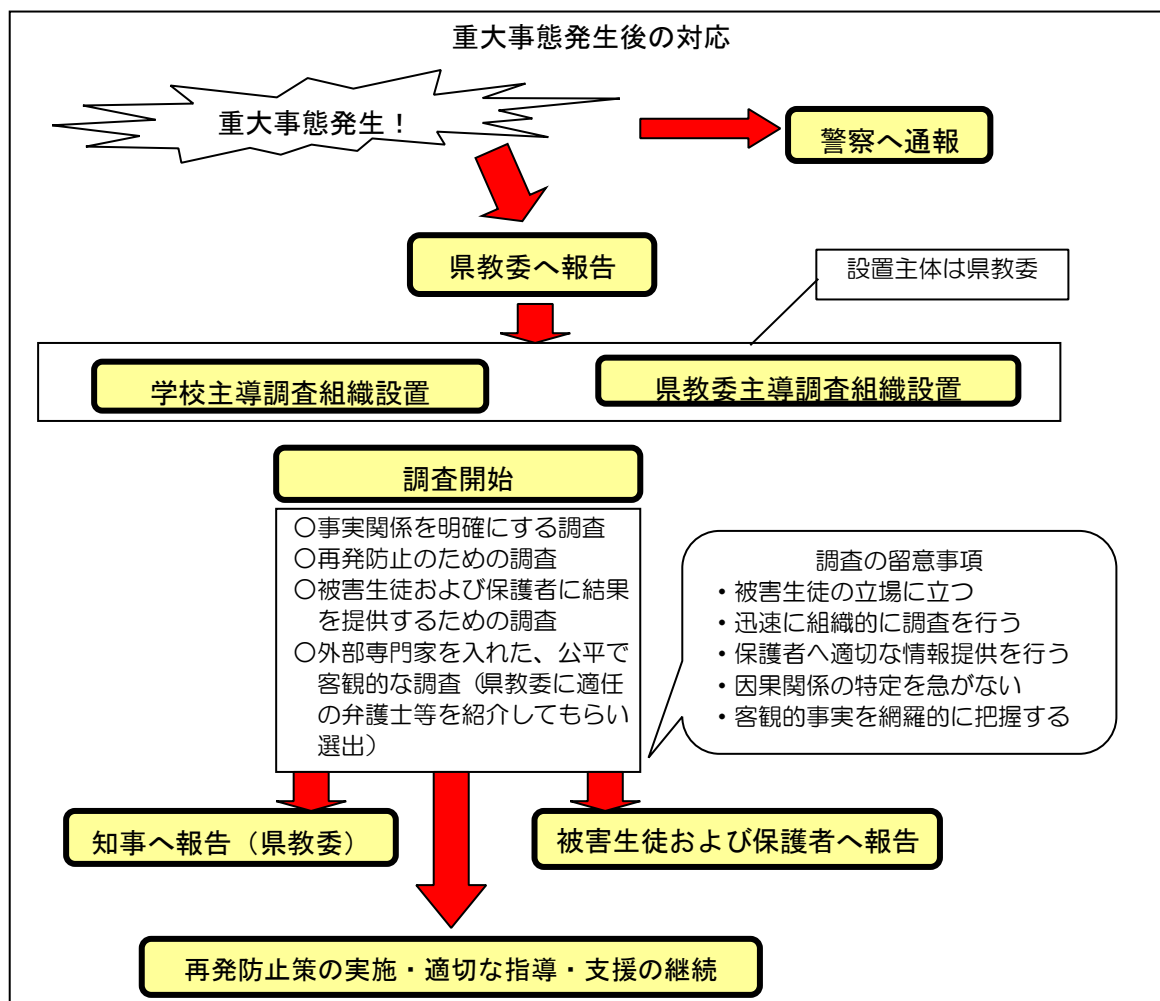 重大事態発生後の対応
重大事態発生！
警察へ通報
県教委へ報告
設置主体は県教委
学校主導調査組織設置
県教委主導調査組織設置
調査開始
○事実関係を明確にする調査
○再発防止のための調査
○被害生徒および保護者に結果
を提供するための調査
○外部専門家を入れた、公平で
客観的な調査（県教委に適任
の弁護士等を紹介してもらい
選出）
調査の留意事項
・被害生徒の立場に立つ
・迅速に組織的に調査を行う
・保護者へ適切な情報提供を行う
・因果関係の特定を急がない
・客観的事実を網羅的に把握する
知事へ報告（県教委）
被害生徒および保護者へ報告
再発防止策の実施・適切な指導・支援の継続